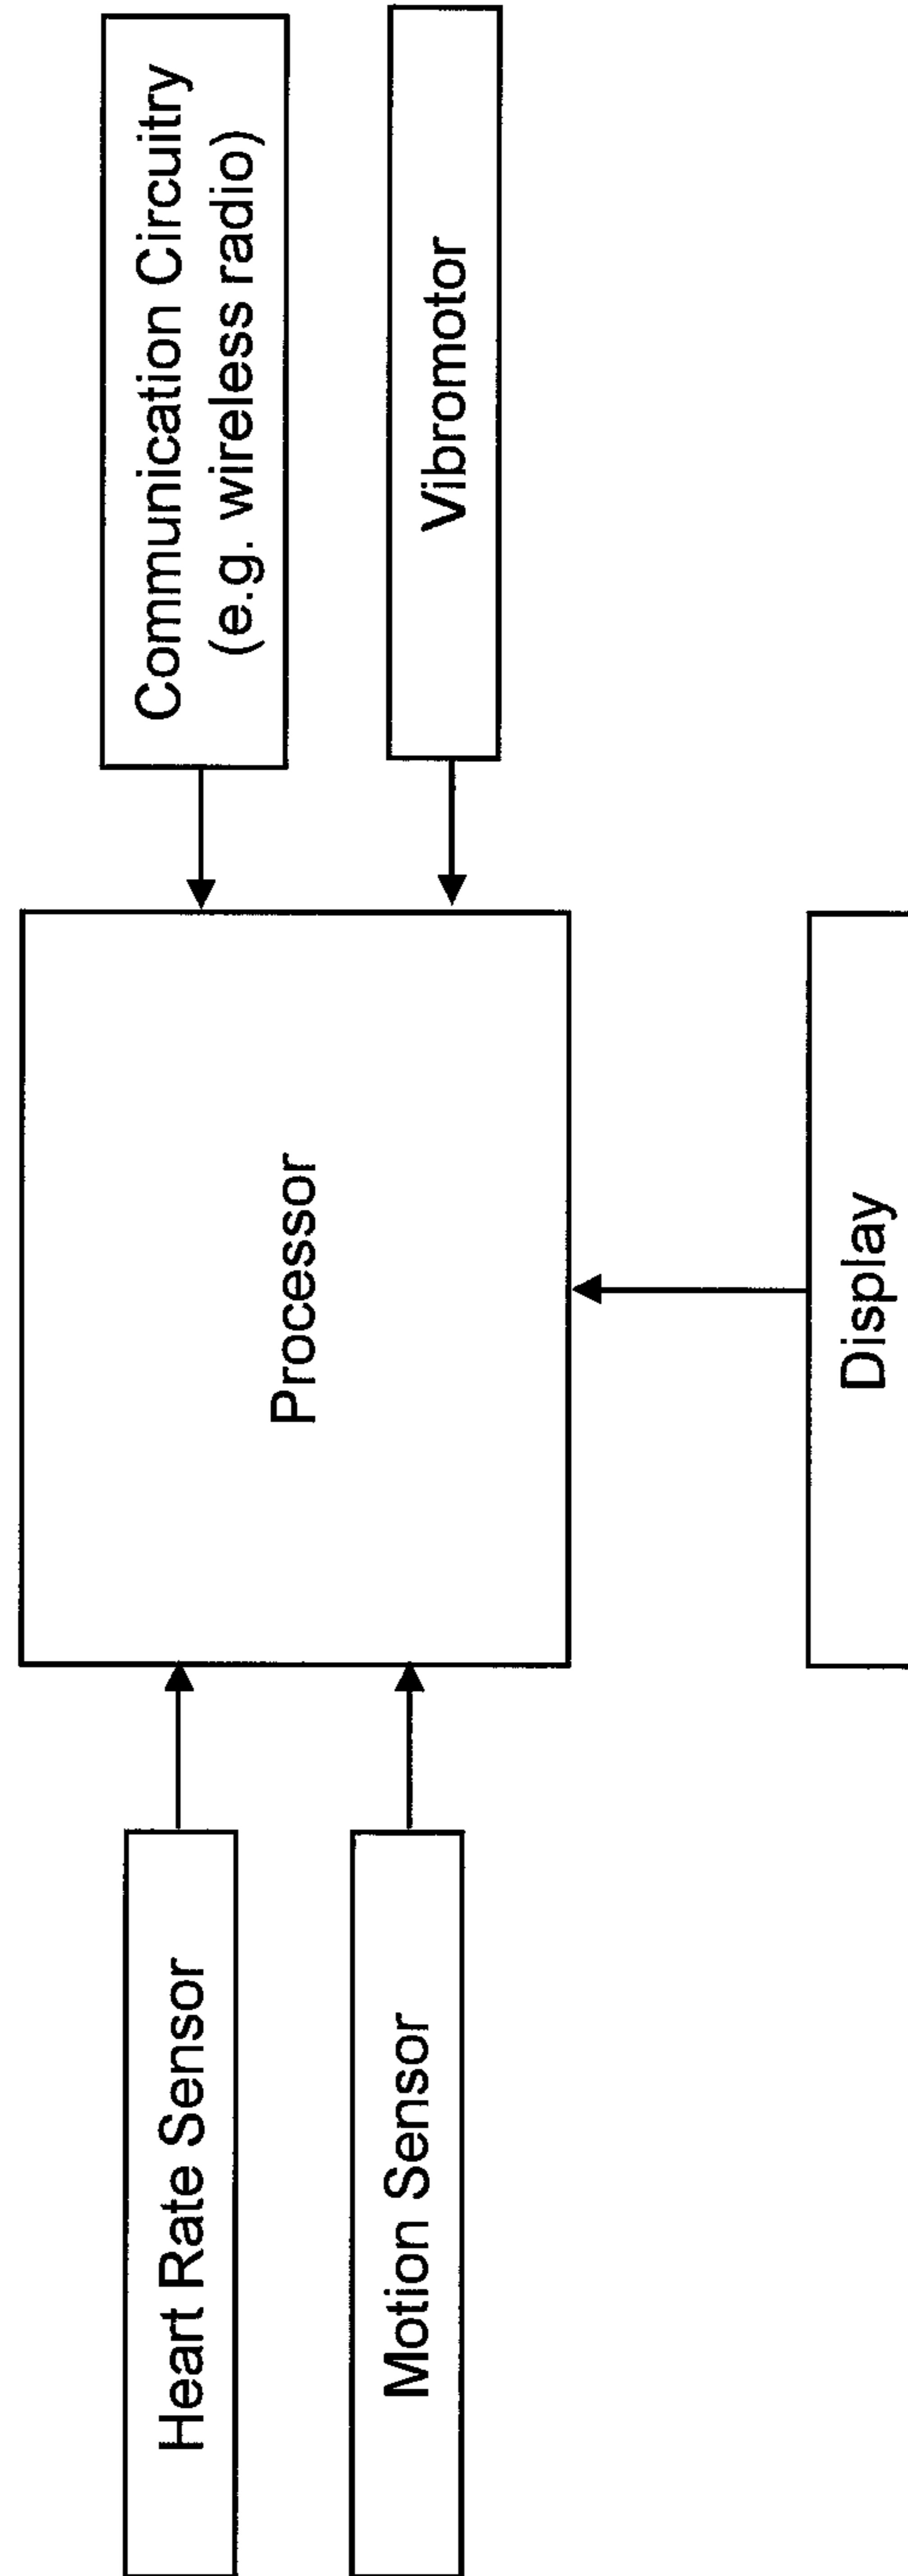 Heart Rate Sensor
Motion Sensor
Processor
Communication Circuitry
(e.g. wireless radio)
Vibromotor
Display